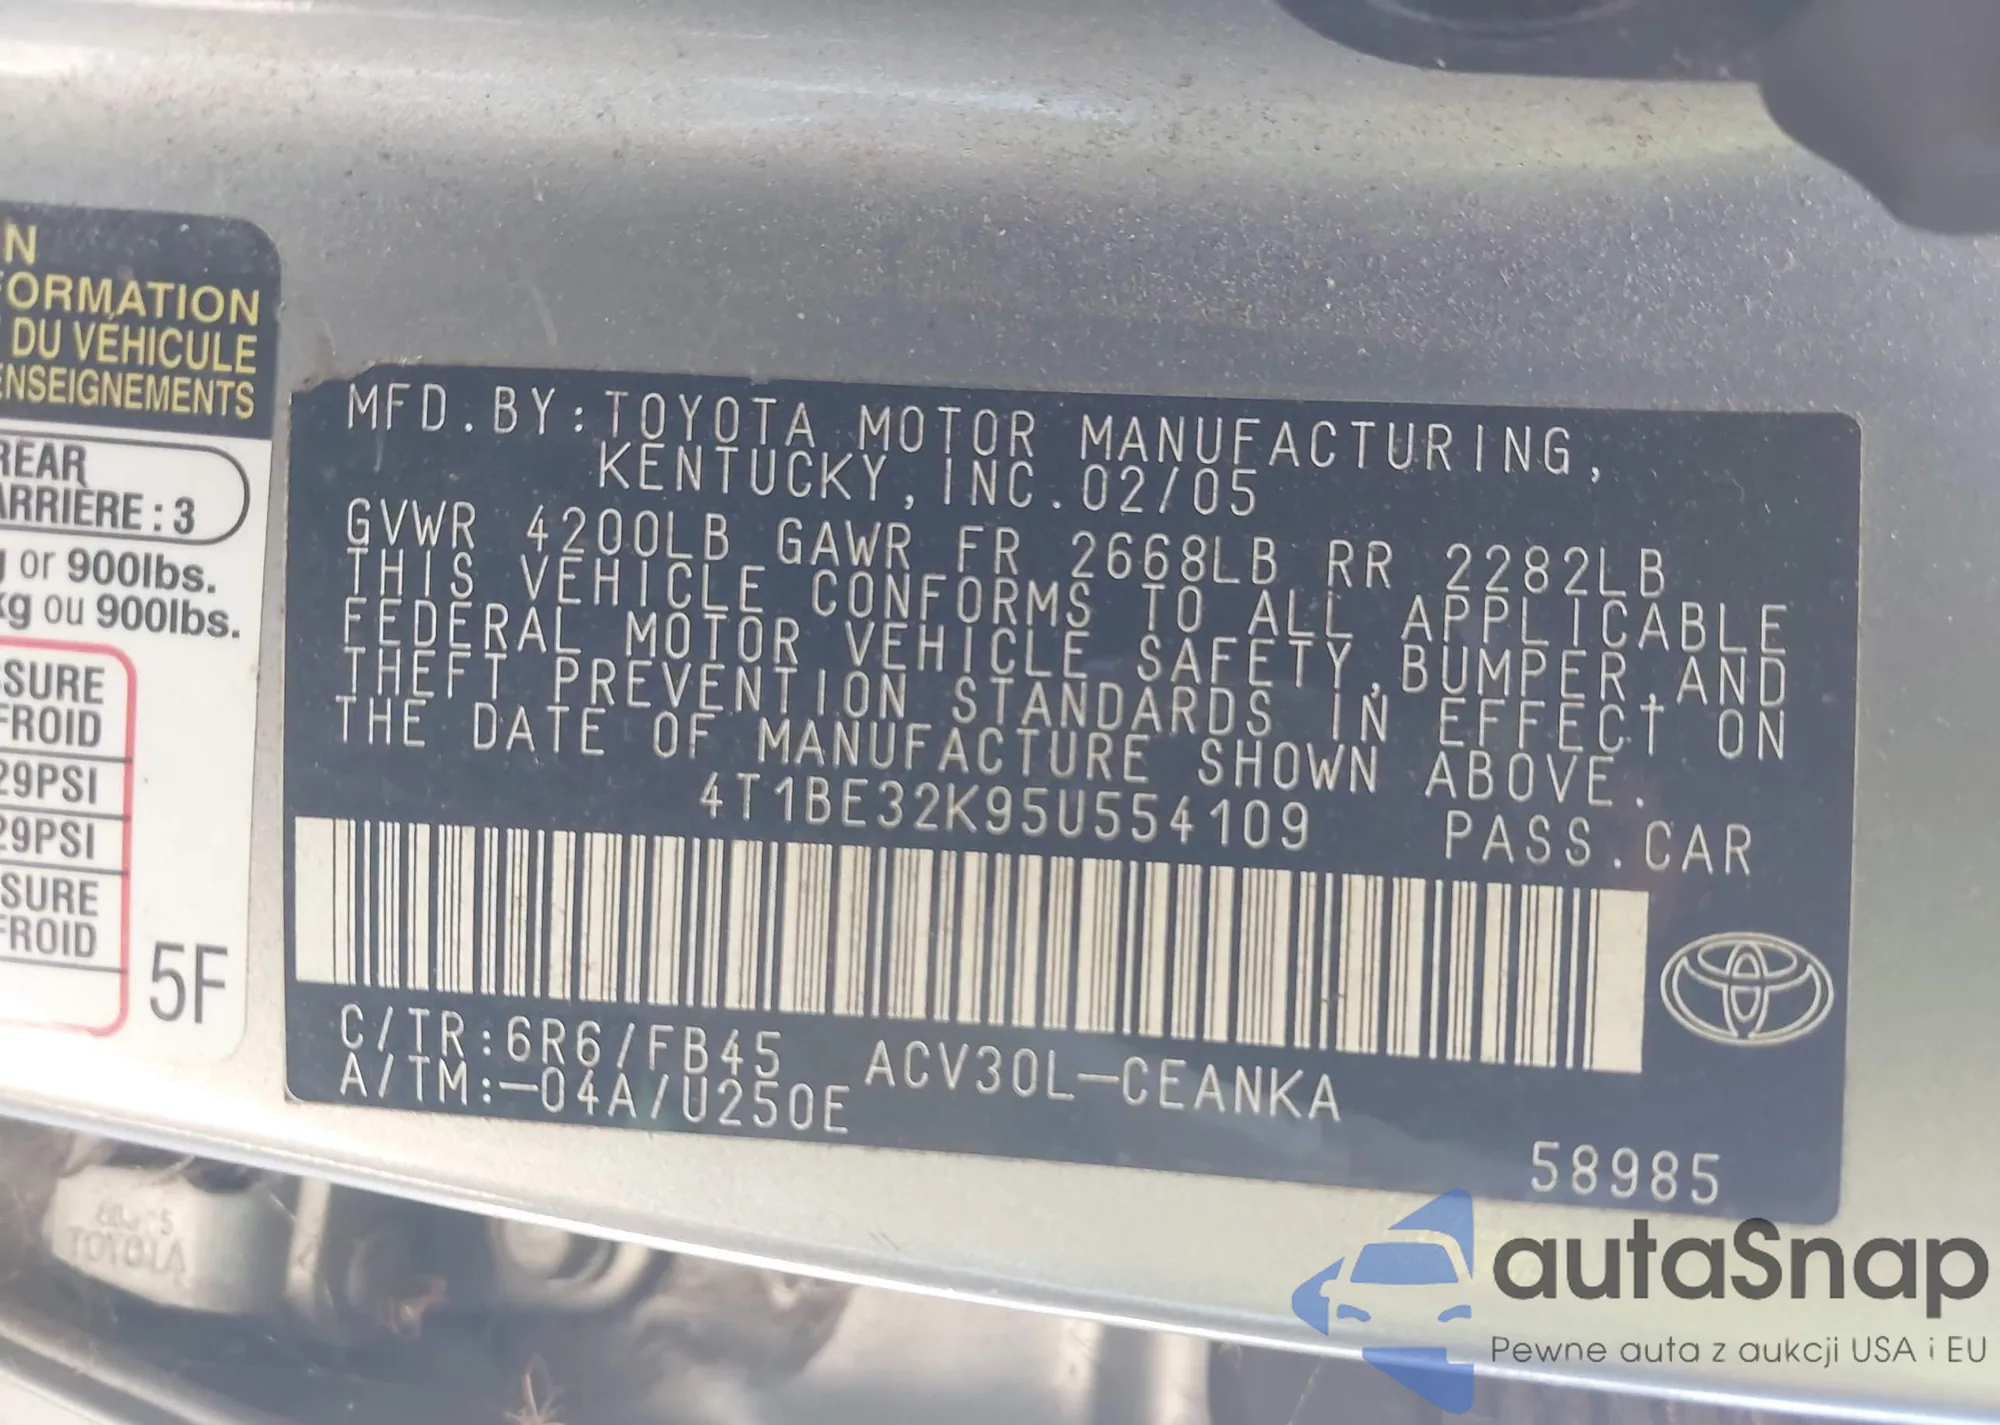 N
FORMATION
DU VÉHICULE
ENSEIGNEMENTS
REAR
ARRIÈRE : 3
or 900lbs.
kg ou 900lbs.
SURE
FROID
29PSI
29PSI
SURE
FROID
5F
MFD.BY:TOYOTA MOTOR MANUFACTURING,
KENTUCKY,INC.02/05
GVWR 4200LB GAWR FR 2668LB RR 2282LB
THIS VEHICLE CONFORMS TO ALL APPLICABLE
FEDERAL MOTOR VEHICLE SAFETY,BUMPER,AND
THEFT PREVENTION STANDARDS IN EFFECT ON
THE DATE OF MANUFACTURE SHOWN ABOVE.
4T1BE32K95U554109 PASS.CAR
C/TR:6R6/FB45 ACV30L-CEANKA
A/TM:-04A/U250E
58985
TOYOTA
autaSnap
Pewne auta z aukcji USA i EU